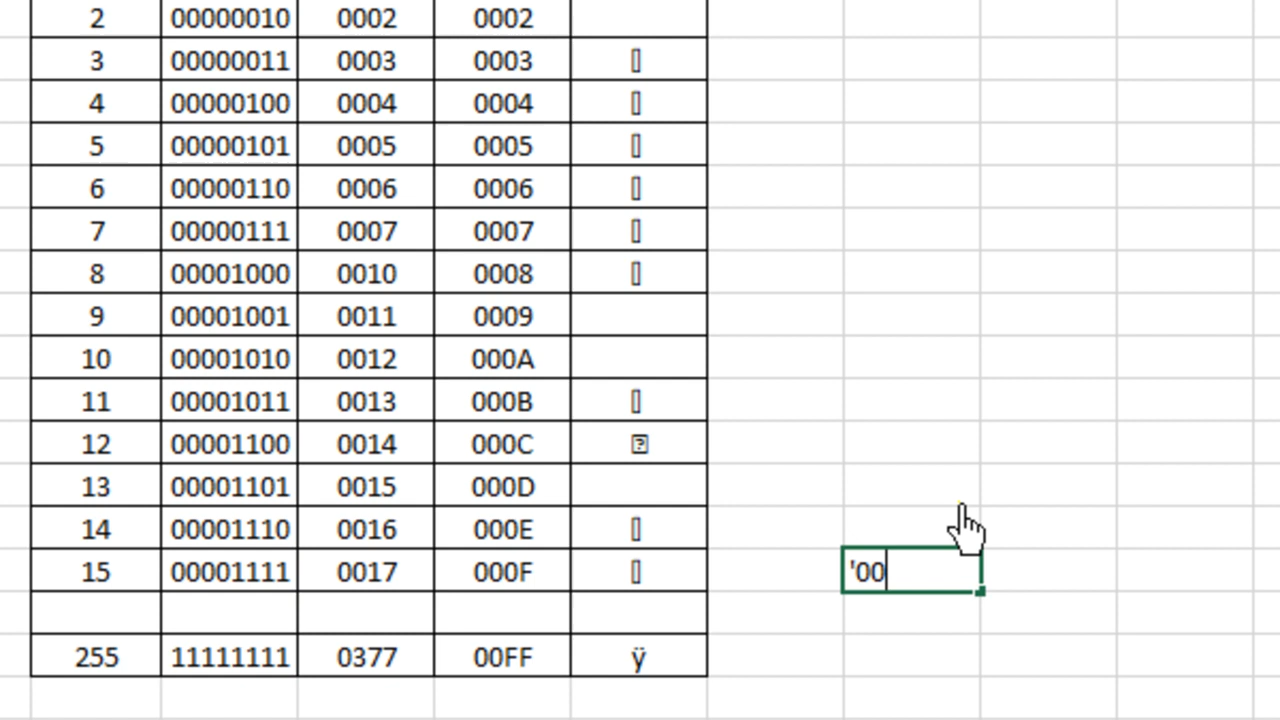 2 00000010 0002 0002
3 00000011 0003 0003 ▯
4 00000100 0004 0004 ▯
5 00000101 0005 0005 ▯
6 00000110 0006 0006 ▯
7 00000111 0007 0007 ▯
8 00001000 0010 0008 ▯
9 00001001 0011 0009
10 00001010 0012 000A
11 00001011 0013 000B ▯
12 00001100 0014 000C ⍰
13 00001101 0015 000D
14 00001110 0016 000E ▯
15 00001111 0017 000F ▯ '00
255 11111111 0377 00FF ÿ